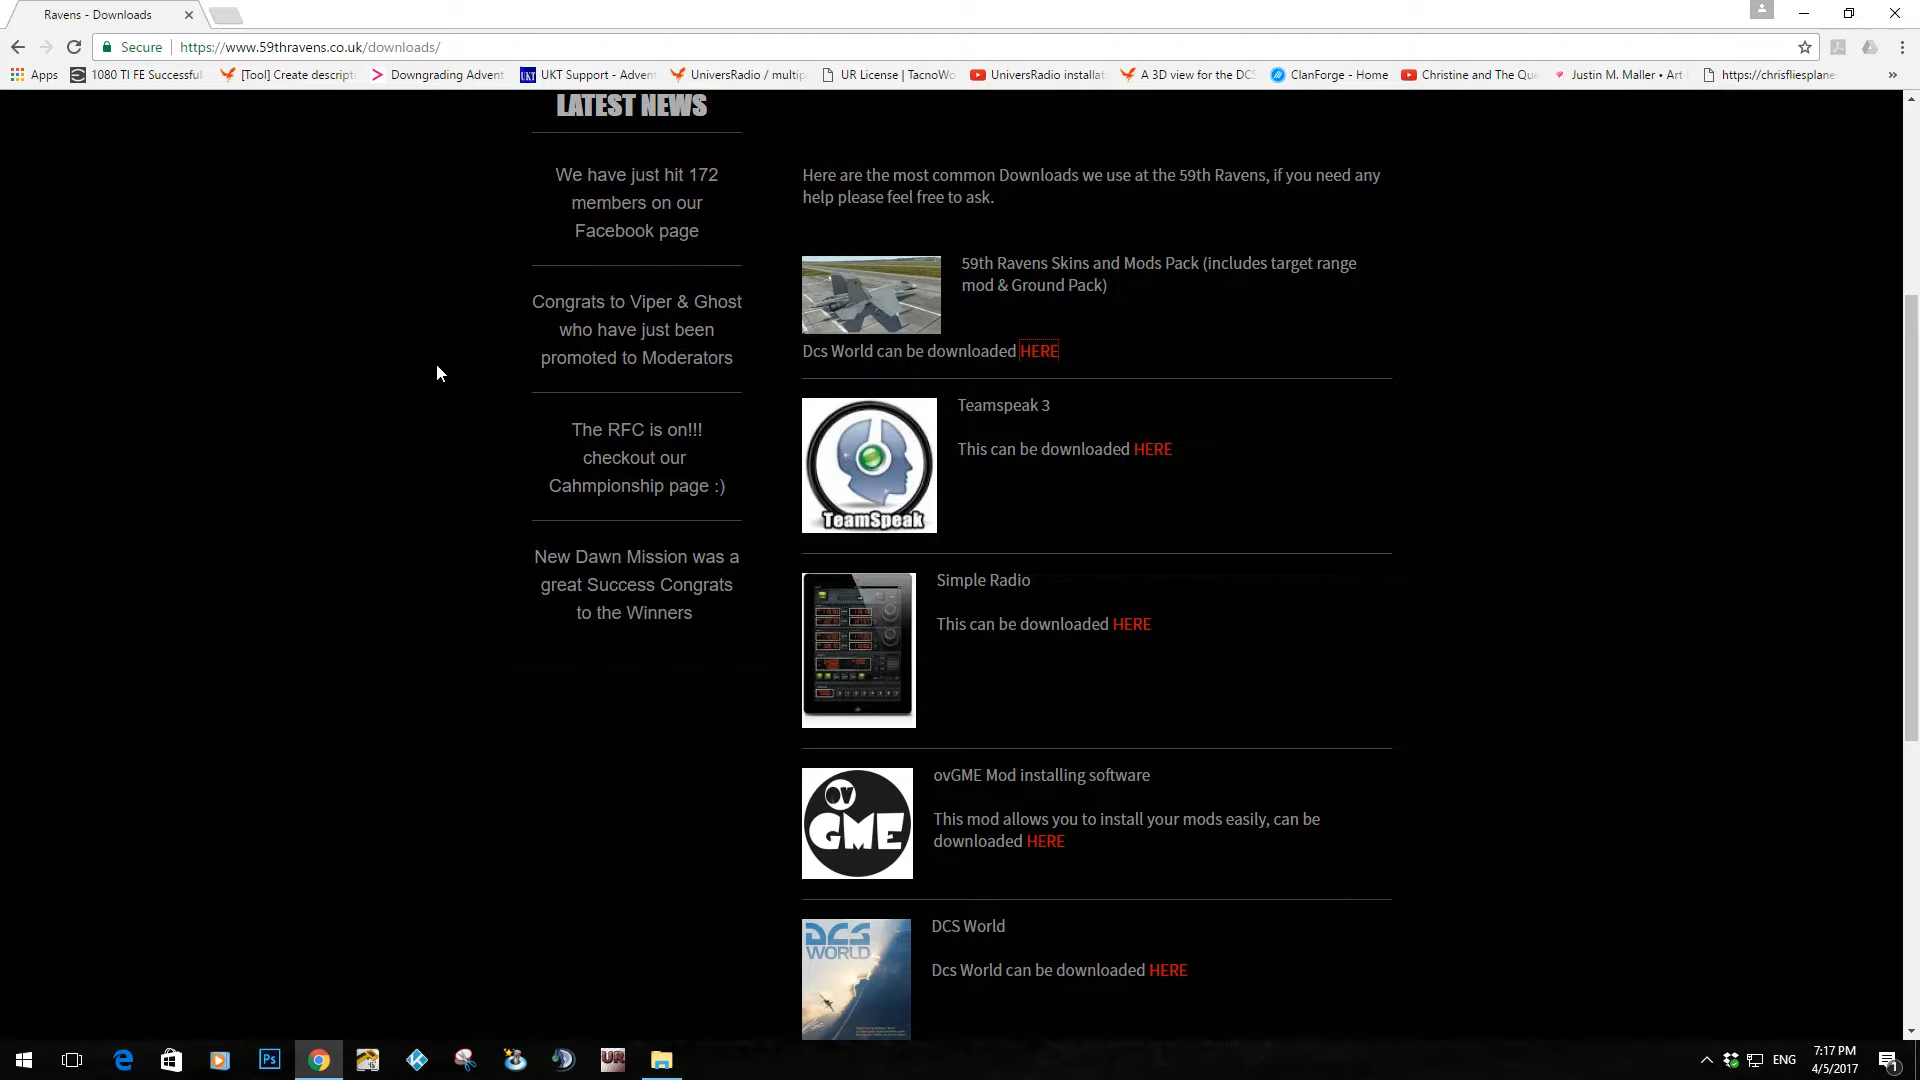 Ravens - Downloads
Secure
https://www.59thravens.co.uk/downloads/
Apps
1080 TI FE Successful
[Tool] Create descript
Downgrading Advent
UKT Support - Advent
UniversRadio / multip
UR License | TacnoWo
UniversRadio installat
A 3D view for the DCS
ClanForge - Home
Christine and The Que
Justin M. Maller • Art
https://chrisfliesplane
LATEST NEWS
We have just hit 172
members on our
Facebook page
Congrats to Viper & Ghost
who have just been
promoted to Moderators
The RFC is on!!!
checkout our
Cahmpionship page :)
New Dawn Mission was a
great Success Congrats
to the Winners
Here are the most common Downloads we use at the 59th Ravens, if you need any
help please feel free to ask.
59th Ravens Skins and Mods Pack (includes target range
mod & Ground Pack)
Dcs World can be downloaded HERE
Teamspeak 3
This can be downloaded HERE
TeamSpeak
Simple Radio
This can be downloaded HERE
ovGME Mod installing software
This mod allows you to install your mods easily, can be
downloaded HERE
OV
GME
DCS World
Dcs World can be downloaded HERE
DCS
WORLD
Ps
UR
ENG
7:17 PM
4/5/2017
1